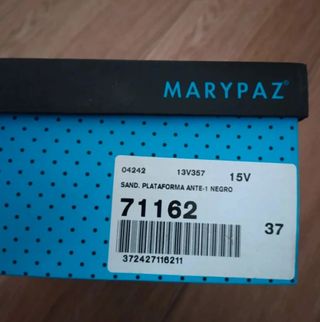 MARYPAZ®
04242 13V357 15V
SAND. PLATAFORMA ANTE-1 NEGRO
71162
37
372427116211